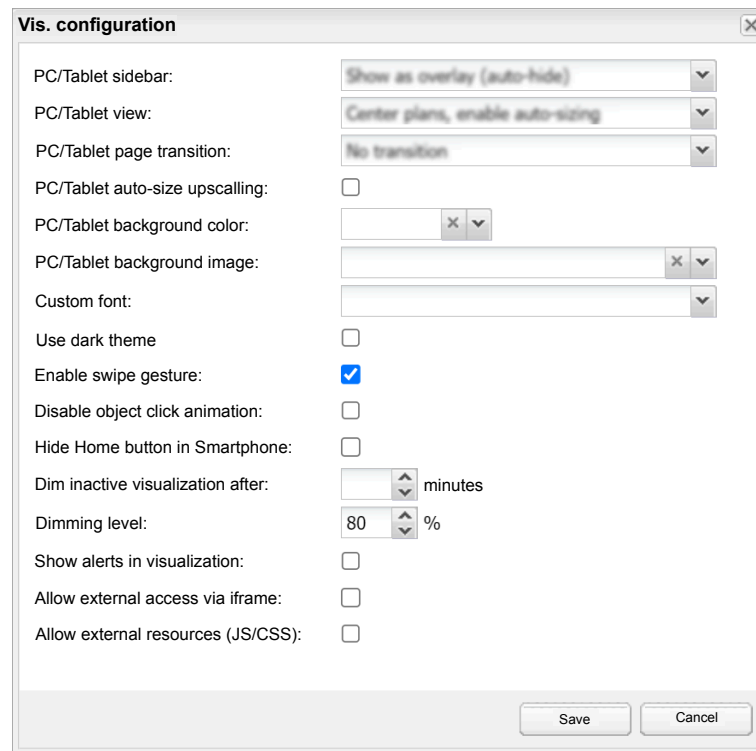 Vis. configuration
PC/Tablet sidebar: Show as overlay (auto-hide)
PC/Tablet view: Center plans, enable auto-sizing
PC/Tablet page transition: No transition
PC/Tablet auto-size upscalling:
PC/Tablet background color:
PC/Tablet background image:
Custom font:
Use dark theme
Enable swipe gesture:
Disable object click animation:
Hide Home button in Smartphone:
Dim inactive visualization after: minutes
Dimming level: 80 %
Show alerts in visualization:
Allow external access via iframe:
Allow external resources (JS/CSS):
Save Cancel